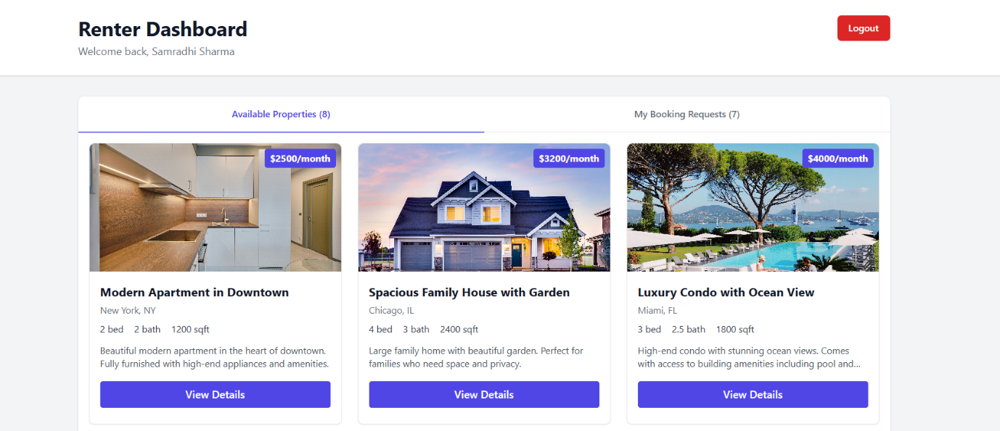 Renter Dashboard
Logout
Welcome back, Samradhi Sharma
Available Properties (8)
My Booking Requests (7)
$2500/month
$3200/month
$4000/month
Modern Apartment in Downtown
New York, NY
2 bed 2 bath 1200 sqft
Beautiful modern apartment in the heart of downtown.
Fully furnished with high-end appliances and amenities.
View Details
Spacious Family House with Garden
Chicago, IL
4 bed 3 bath 2400 sqft
Large family home with beautiful garden. Perfect for
families who need space and privacy.
View Details
Luxury Condo with Ocean View
Miami, FL
3 bed 2.5 bath 1800 sqft
High-end condo with stunning ocean views. Comes
with access to building amenities including pool and...
View Details